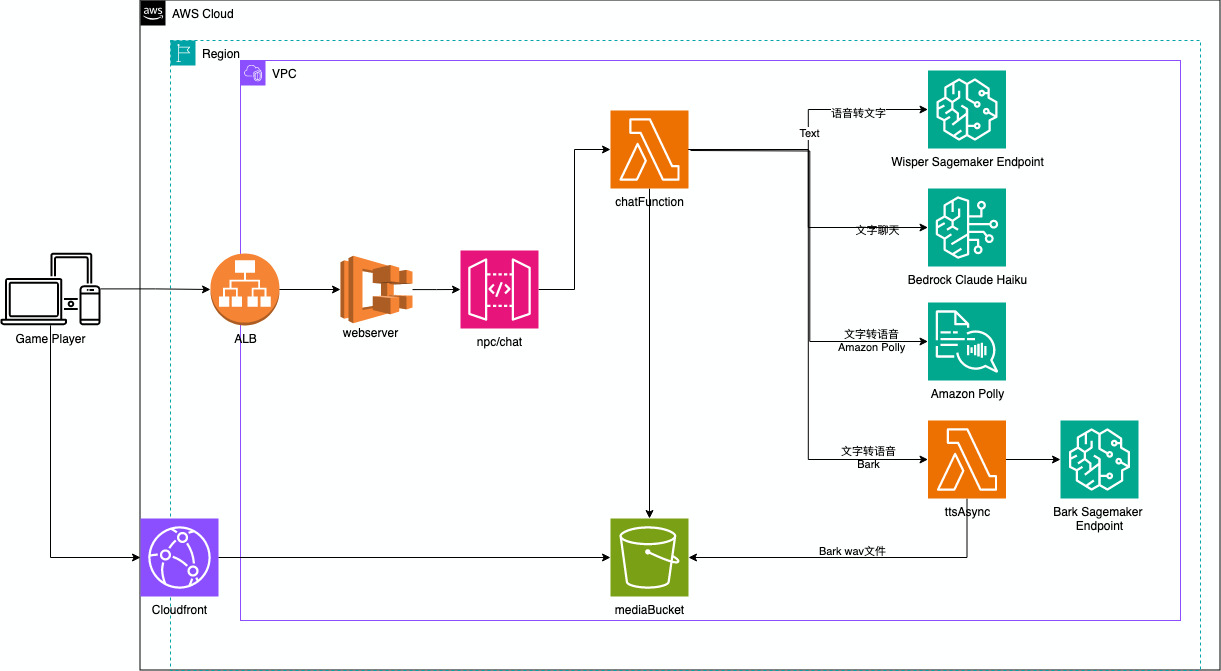 aws
AWS Cloud
Region
VPC
语音转文字
Text
Wisper Sagemaker Endpoint
chatFunction
文字聊天
Bedrock Claude Haiku
Game Player
ALB
webserver
npc/chat
文字转语音
Amazon Polly
Amazon Polly
文字转语音
Bark
ttsAsync
Bark Sagemaker
Endpoint
Bark wav文件
Cloudfront
mediaBucket